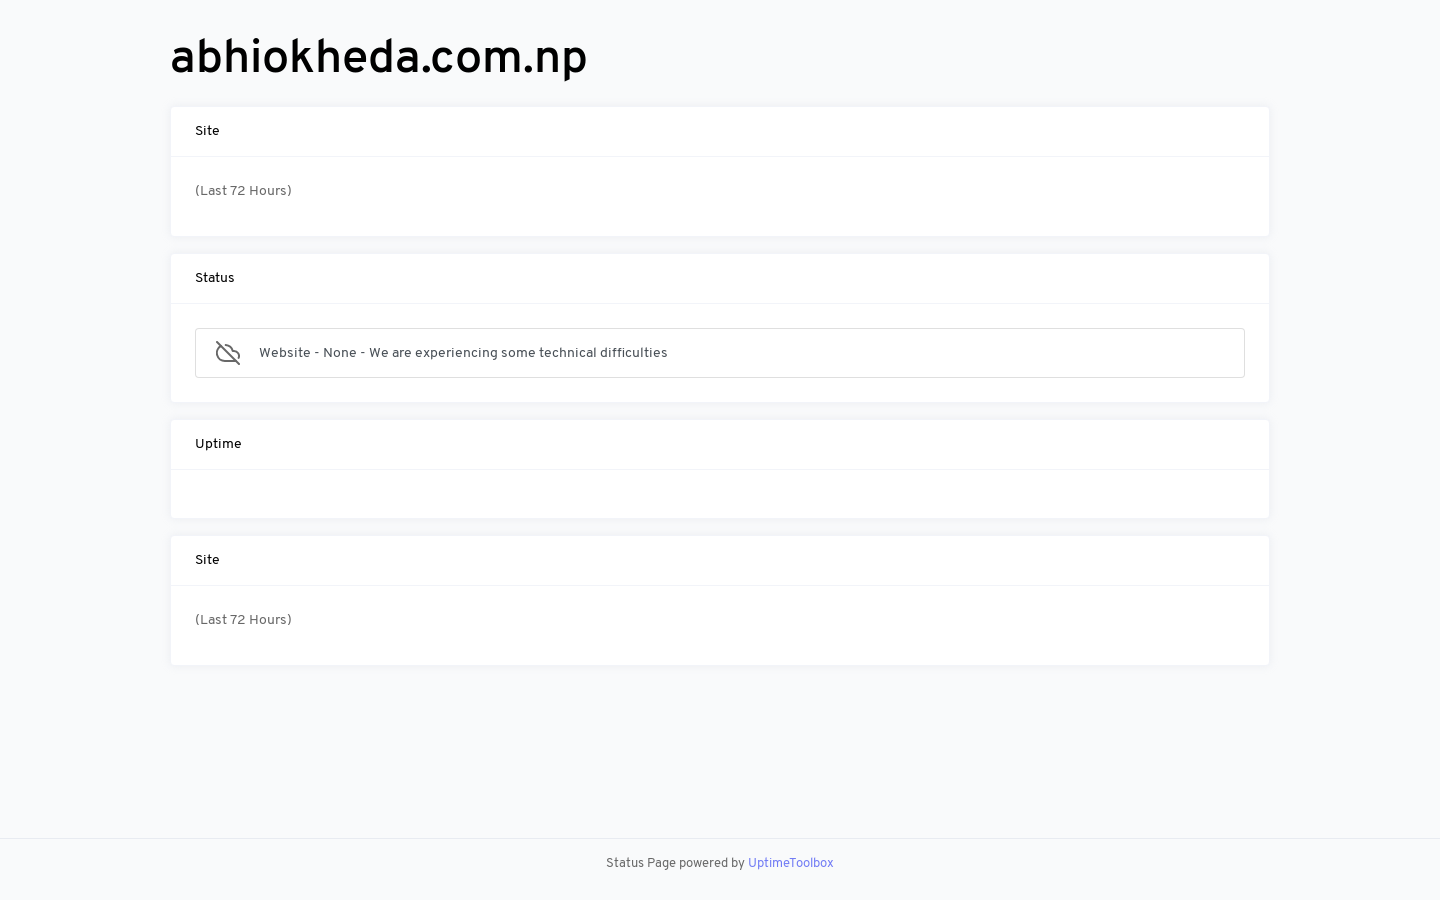 abhiokheda.com.np
Site
(Last 72 Hours)
Status
Website - None - We are experiencing some technical difficulties
Uptime
Site
(Last 72 Hours)
Status Page powered by UptimeToolbox